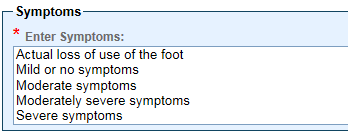 Symptoms
* Enter Symptoms:
Actual loss of use of the foot
Mild or no symptoms
Moderate symptoms
Moderately severe symptoms
Severe symptoms